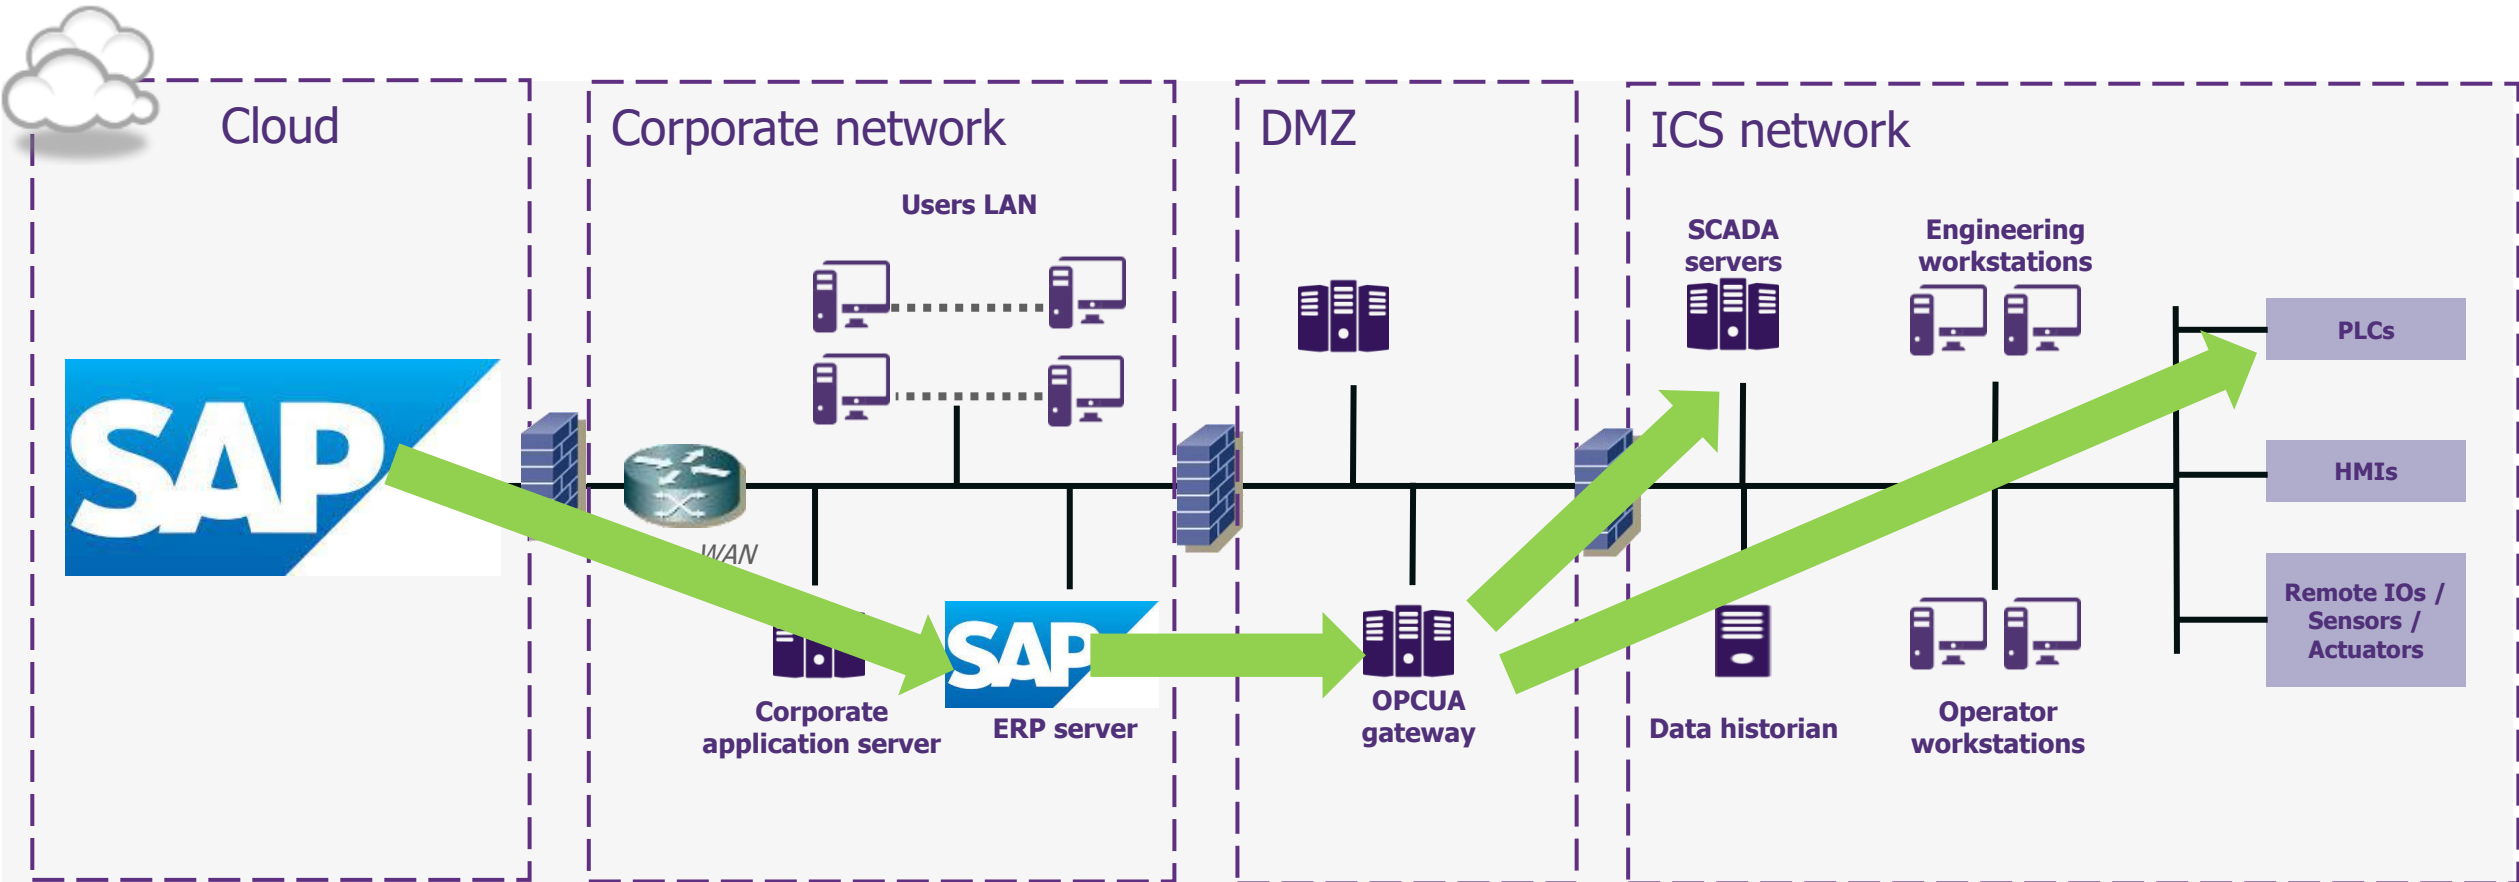 Cloud
Corporate network
DMZ
ICS network
Users LAN
SCADA
servers
Engineering
workstations
PLCs
SAP
HMIs
WAN
Remote IOs /
Sensors /
Actuators
SAP
Corporate
application server
ERP server
OPCUA
gateway
Data historian
Operator
workstations